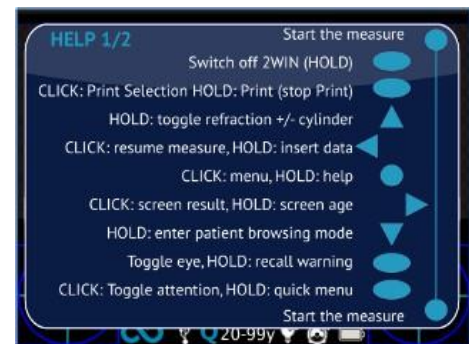 HELP 1/2
Start the measure
Switch off 2WIN (HOLD)
CLICK: Print Selection HOLD: Print (stop Print)
HOLD: toggle refraction +/- cylinder
CLICK: resume measure, HOLD: insert data
CLICK: menu, HOLD: help
CLICK: screen result, HOLD: screen age
HOLD: enter patient browsing mode
Toggle eye, HOLD: recall warning
CLICK: Toggle attention, HOLD: quick menu
Start the measure
20-99y